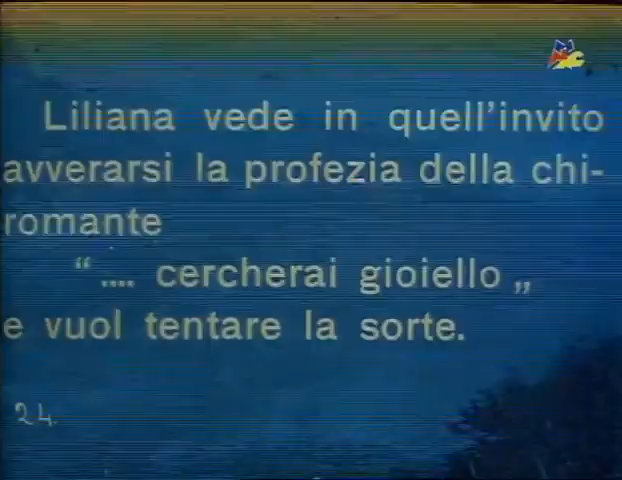 Liliana vede in quell'invito
avverarsi la profezia della chi-
romante
“.... cercherai gioiello „
e vuol tentare la sorte.
24.